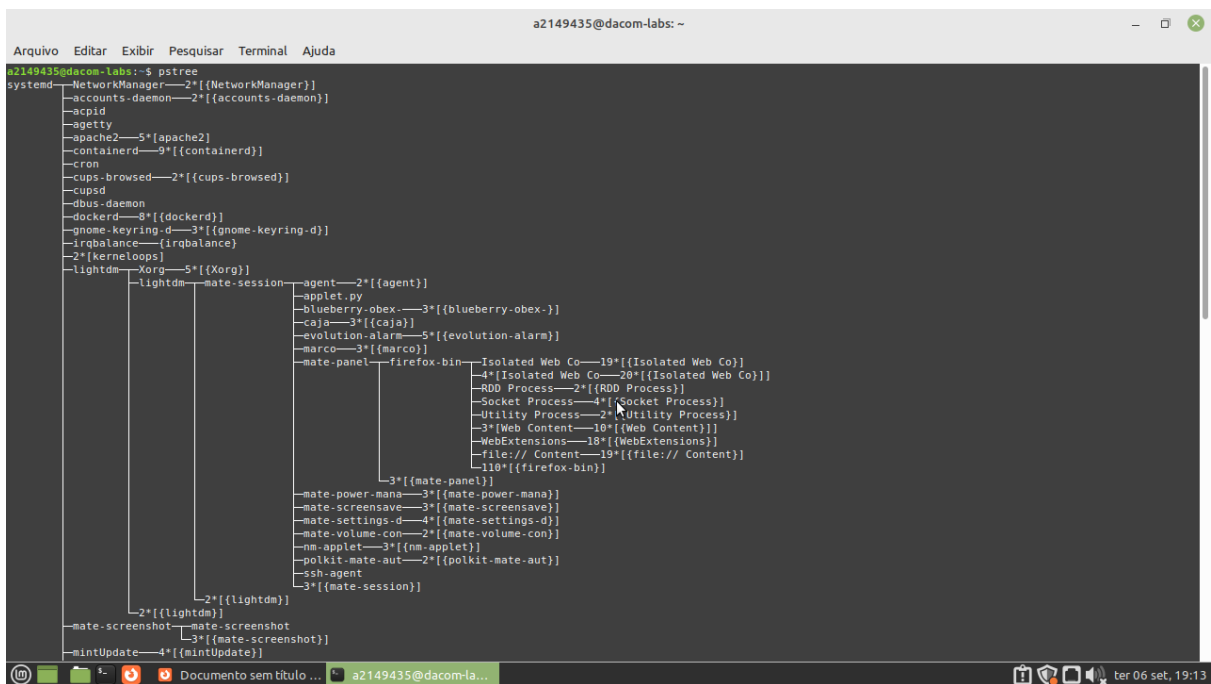 a2149435@dacom-labs: ~
Arquivo Editar Exibir Pesquisar Terminal Ajuda
a2149435@dacom-labs:~$ pstree
systemd─┬─NetworkManager───2*[{NetworkManager}]
├─accounts-daemon───2*[{accounts-daemon}]
├─acpid
├─agetty
├─apache2───5*[apache2]
├─containerd───9*[{containerd}]
├─cron
├─cups-browsed───2*[{cups-browsed}]
├─cupsd
├─dbus-daemon
├─dockerd───8*[{dockerd}]
├─gnome-keyring-d───3*[{gnome-keyring-d}]
├─irqbalance───{irqbalance}
├─2*[kerneloops]
├─lightdm─┬─Xorg───5*[{Xorg}]
│ ├─lightdm─┬─mate-session─┬─agent───2*[{agent}]
│ │ │ ├─applet.py
│ │ │ ├─blueberry-obex-───3*[{blueberry-obex-}]
│ │ │ ├─caja───3*[{caja}]
│ │ │ ├─evolution-alarm───5*[{evolution-alarm}]
│ │ │ ├─marco───3*[{marco}]
│ │ │ ├─mate-panel─┬─firefox-bin─┬─Isolated Web Co───19*[{Isolated Web Co}]
│ │ │ │ │ ├─4*[Isolated Web Co───20*[{Isolated Web Co}]]
│ │ │ │ │ ├─RDD Process───2*[{RDD Process}]
│ │ │ │ │ ├─Socket Process───4*[{Socket Process}]
│ │ │ │ │ ├─Utility Process───2*[{Utility Process}]
│ │ │ │ │ ├─3*[Web Content───10*[{Web Content}]]
│ │ │ │ │ ├─WebExtensions───18*[{WebExtensions}]
│ │ │ │ │ ├─file:// Content───19*[{file:// Content}]
│ │ │ │ │ └─110*[{firefox-bin}]
│ │ │ │ └─3*[{mate-panel}]
│ │ │ ├─mate-power-mana───3*[{mate-power-mana}]
│ │ │ ├─mate-screensave───3*[{mate-screensave}]
│ │ │ ├─mate-settings-d───4*[{mate-settings-d}]
│ │ │ ├─mate-volume-con───2*[{mate-volume-con}]
│ │ │ ├─nm-applet───3*[{nm-applet}]
│ │ │ ├─polkit-mate-aut───2*[{polkit-mate-aut}]
│ │ │ ├─ssh-agent
│ │ │ └─3*[{mate-session}]
│ │ └─2*[{lightdm}]
│ └─2*[{lightdm}]
├─mate-screenshot─┬─mate-screenshot
│ └─3*[{mate-screenshot}]
├─mintUpdate───4*[{mintUpdate}]
Documento sem título ... a2149435@dacom-la... ter 06 set, 19:13